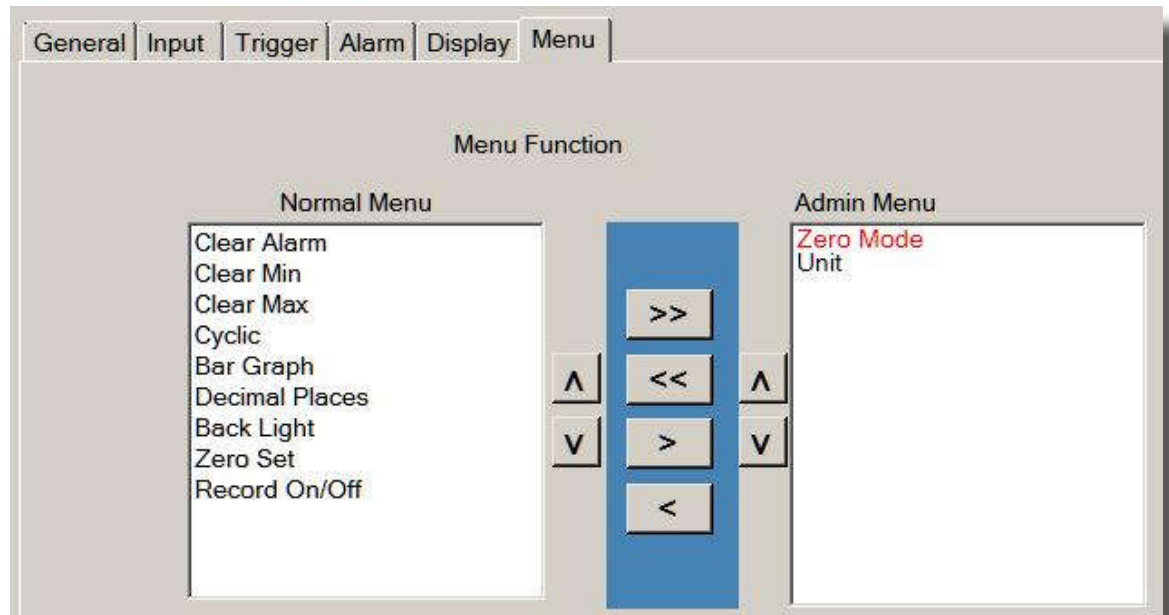 General Input Trigger Alarm Display Menu
Menu Function
Normal Menu
Clear Alarm
Clear Min
Clear Max
Cyclic
Bar Graph
Decimal Places
Back Light
Zero Set
Record On/Off
Λ
V
>>
<<
>
<
Λ
V
Admin Menu
Zero Mode
Unit